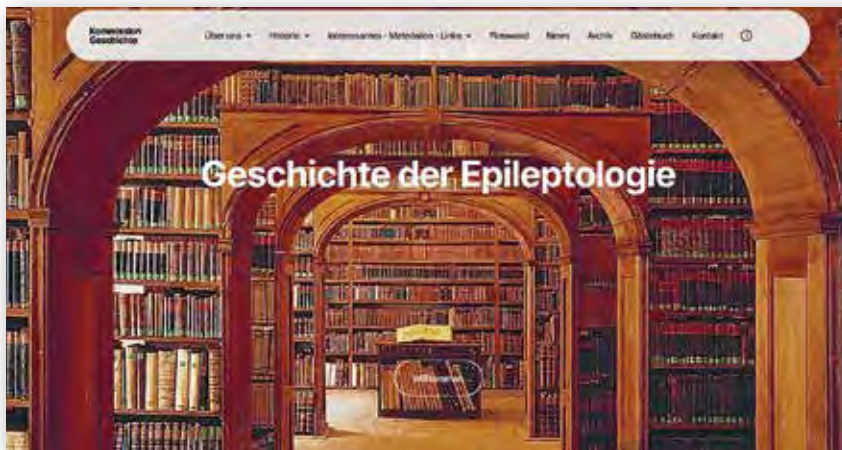 Kommission
Geschichte
Über uns
Historie
Interessantes - Materialien - Links
News
Archiv
Gästebuch
Kontakt
Geschichte der Epileptologie